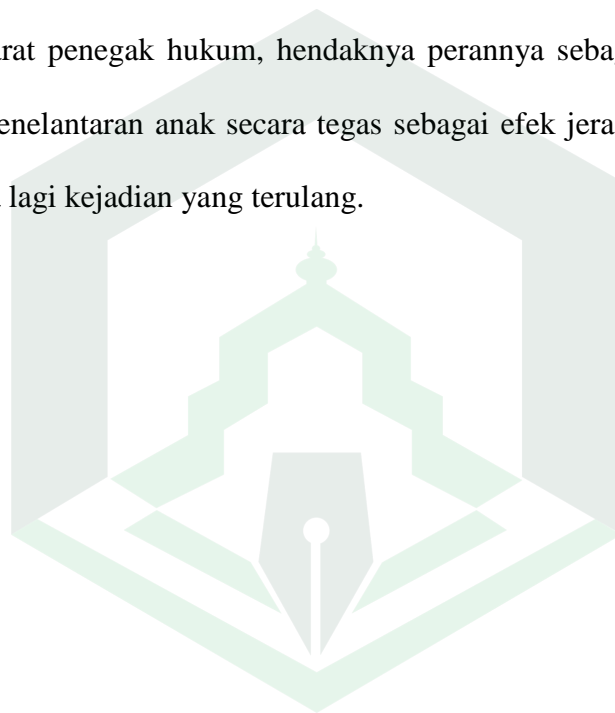 arat penegak hukum, hendaknya perannya seba
enelantaran anak secara tegas sebagai efek jera
lagi kejadian yang terulang.